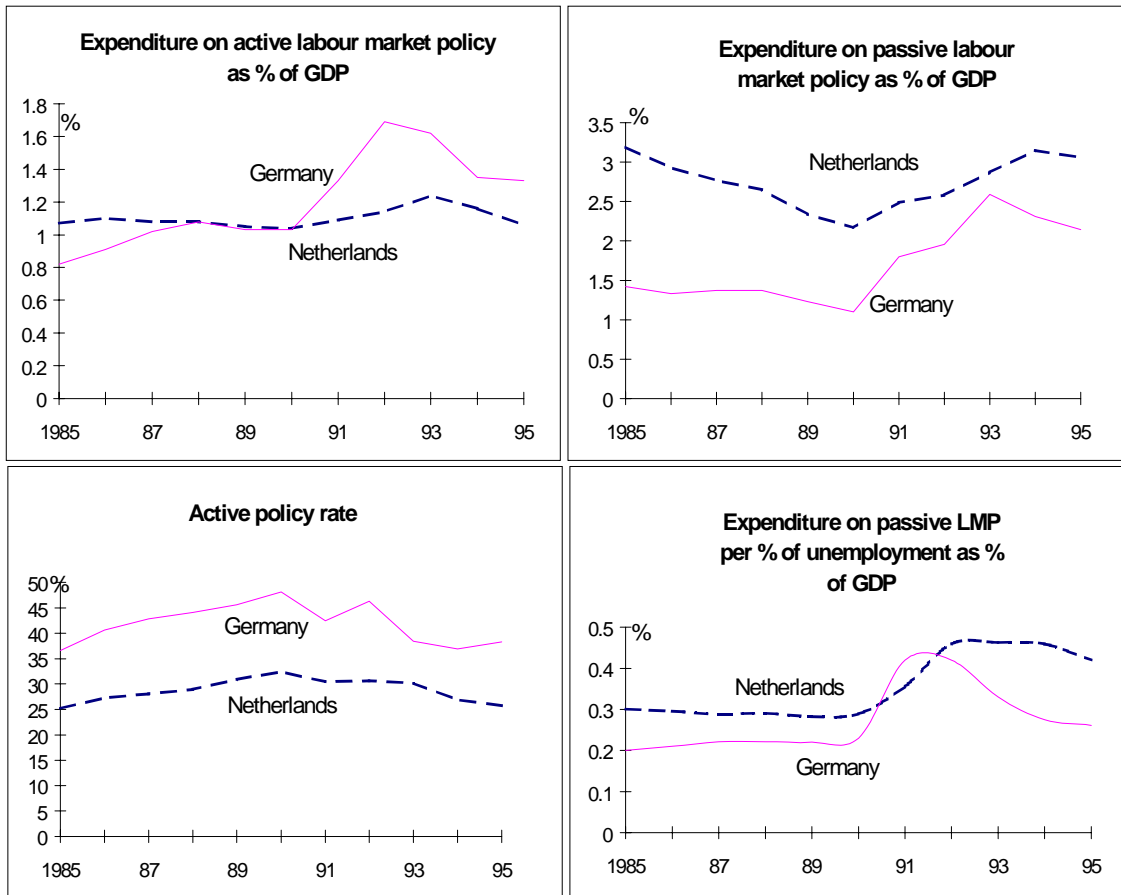 Expenditure on active labour market policy
as % of GDP
1.8
%
1.6
1.4
1.2
1
0.8
0.6
0.4
0.2
0
Germany
Netherlands
1985 87 89 91 93 95
Expenditure on passive labour
market policy as % of GDP
3.5
%
3
2.5
2
1.5
1
0.5
0
Netherlands
Germany
1985 87 89 91 93 95
Active policy rate
50%
45
40
35
30
25
20
15
10
5
0
Germany
Netherlands
1985 87 89 91 93 95
Expenditure on passive LMP
per % of unemployment as %
of GDP
0.5
%
0.4
0.3
0.2
0.1
0
Netherlands
Germany
1985 87 89 91 93 95